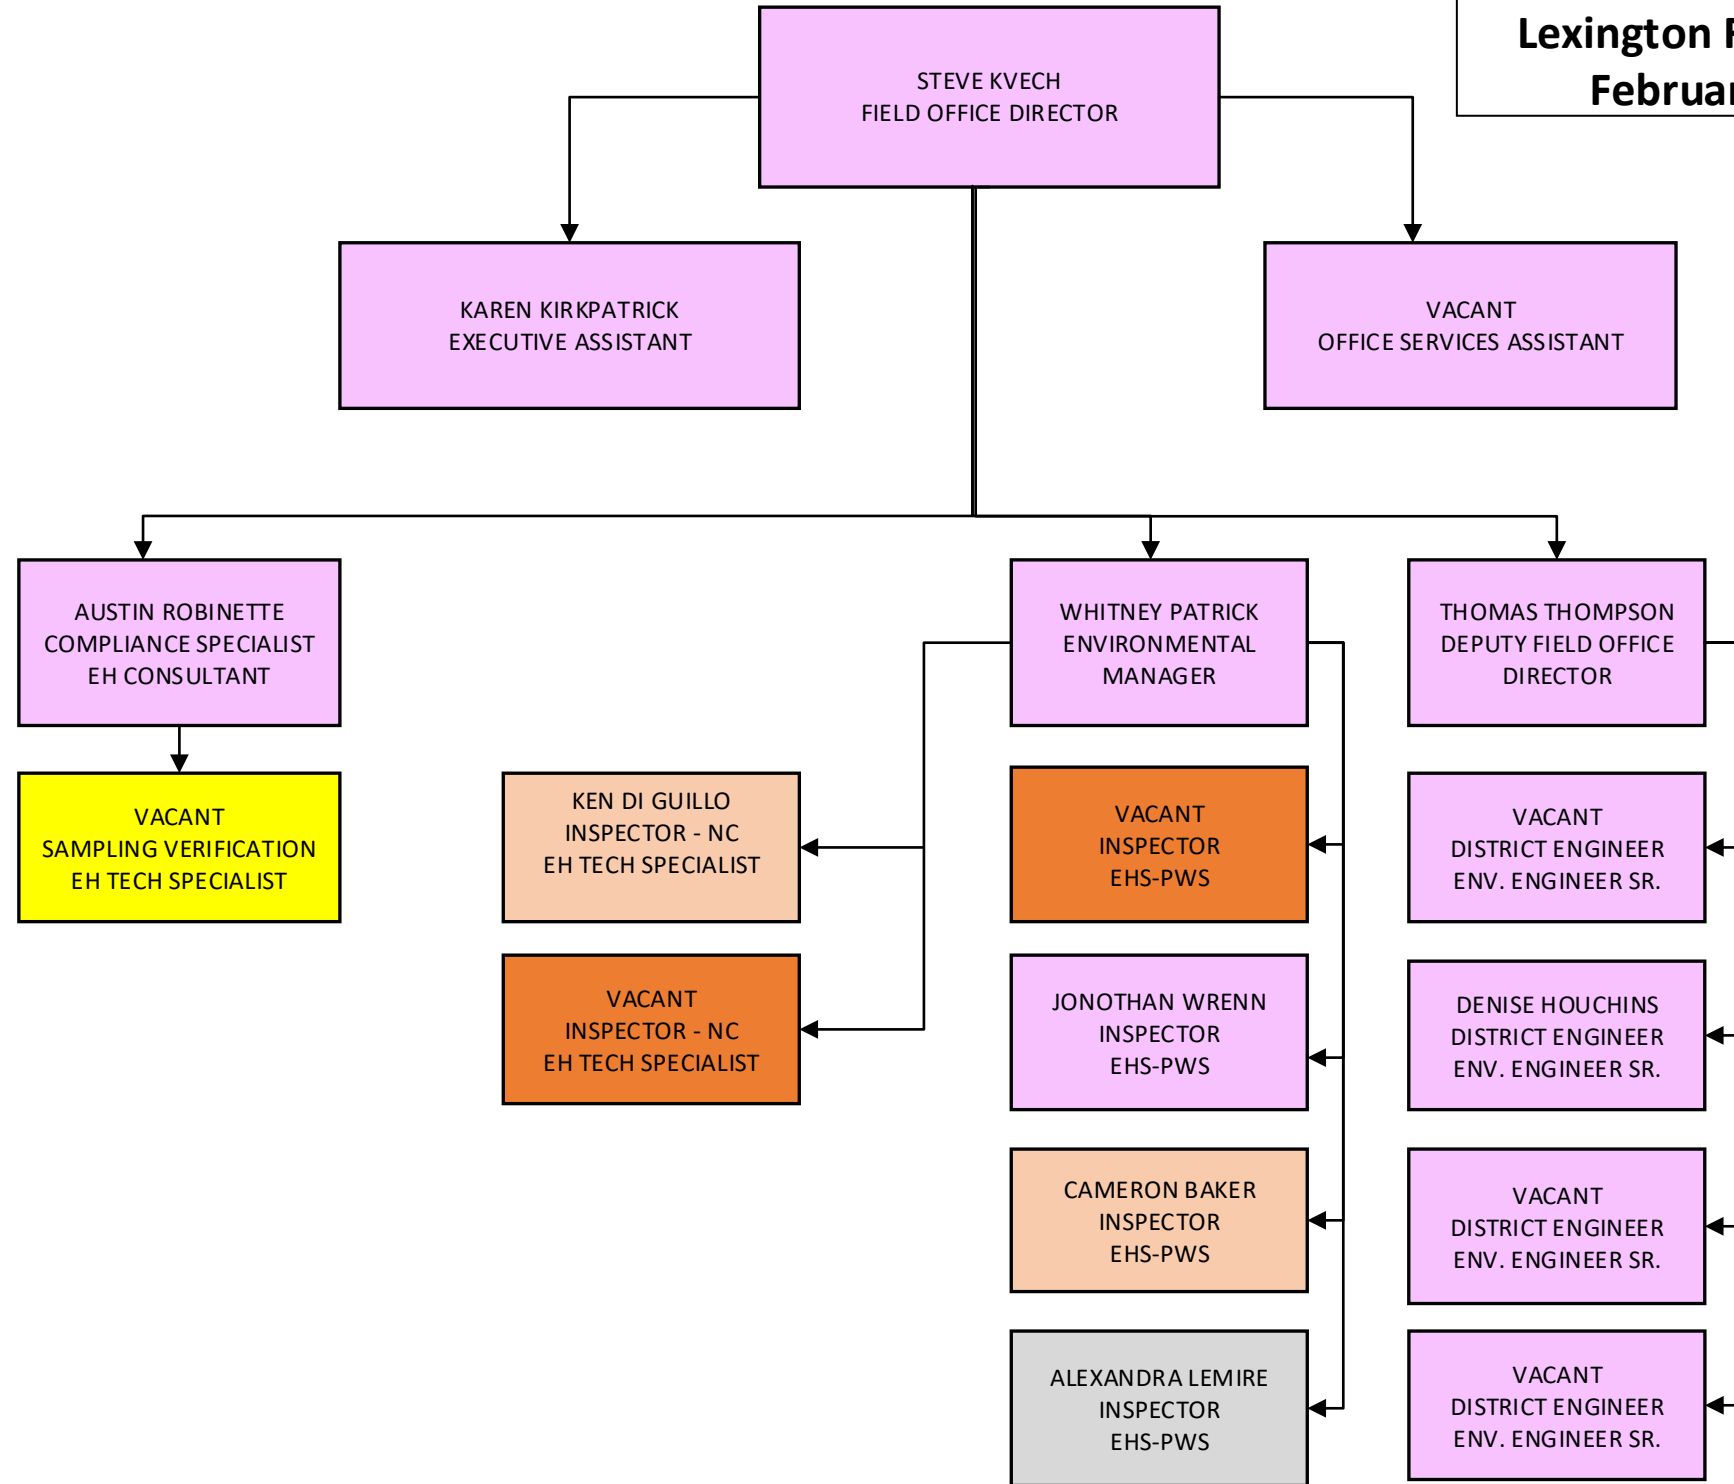 Lexington
STEVE KVECH
FIELD OFFICE DIRECTOR
KAREN KIRKPATRICK
EXECUTIVE ASSISTANT
VACANT
OFFICE SERVICES ASSISTANT
AUSTIN ROBINETTE
COMPLIANCE SPECIALIST
EH CONSULTANT
WHITNEY PATRICK
ENVIRONMENTAL
MANAGER
THOMAS THOMPSON
DEPUTY FIELD OFFICE
DIRECTOR
VACANT
SAMPLING VERIFICATION
EH TECH SPECIALIST
KEN DI GUILLO
INSPECTOR - NC
EH TECH SPECIALIST
VACANT
INSPECTOR
EHS-PWS
VACANT
DISTRICT ENGINEER
ENV. ENGINEER SR.
VACANT
INSPECTOR - NC
EH TECH SPECIALIST
JONOTHAN WRENN
INSPECTOR
EHS-PWS
DENISE HOUCHINS
DISTRICT ENGINEER
ENV. ENGINEER SR.
CAMERON BAKER
INSPECTOR
EHS-PWS
VACANT
DISTRICT ENGINEER
ENV. ENGINEER SR.
ALEXANDRA LEMIRE
INSPECTOR
EHS-PWS
VACANT
DISTRICT ENGINEER
ENV. ENGINEER SR.